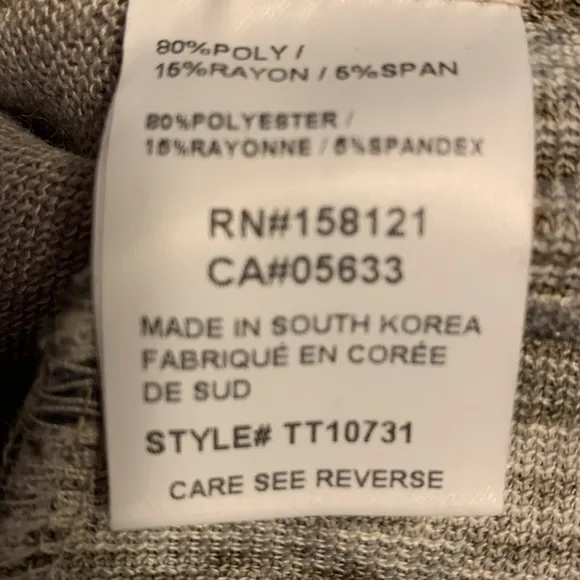 80%POLY /
15%RAYON / 5%SPAN
80%POLYESTER /
15%RAYONNE / 5%SPANDEX
RN#158121
CA#05633
MADE IN SOUTH KOREA
FABRIQUÉ EN CORÉE
DE SUD
STYLE# TT10731
CARE SEE REVERSE